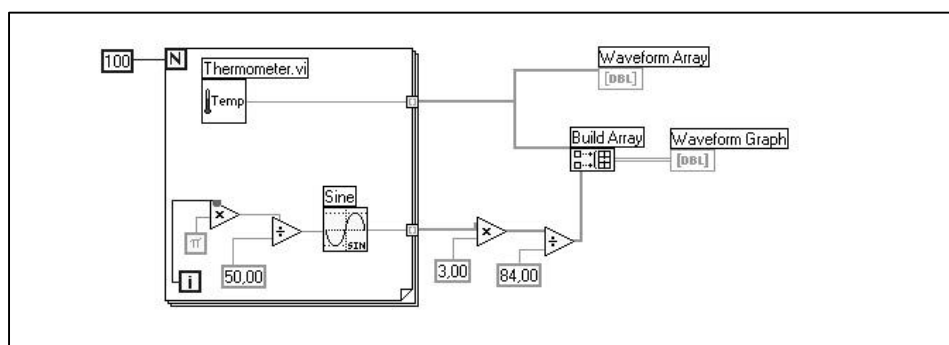 100
N
Thermometer.vi
Temp
Waveform Array
[DBL]
Build Array
Waveform Graph
[DBL]
Sine
SIN
×
÷
π
50,00
i
×
÷
3,00
84,00